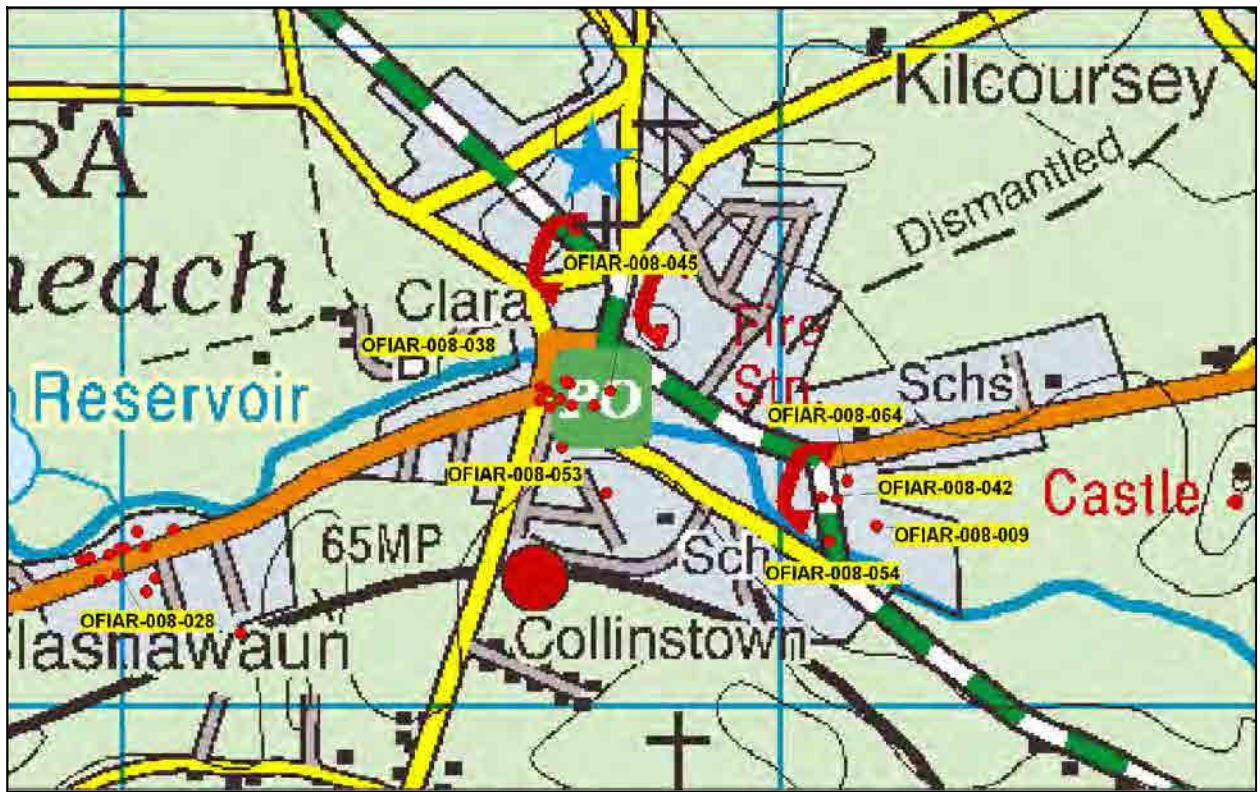 Kilcoursey
RA
Dismantled
neach
OFIAR-008-045
Clara
OFIAR-008-038
Fire
Stn
Reservoir
PO
Schs
OFIAR-008-064
OFIAR-008-053
OFIAR-008-042
Castle
65MP
OFIAR-008-009
Sch
OFIAR-008-054
OFIAR-008-028
lasnawaun
Collinstown